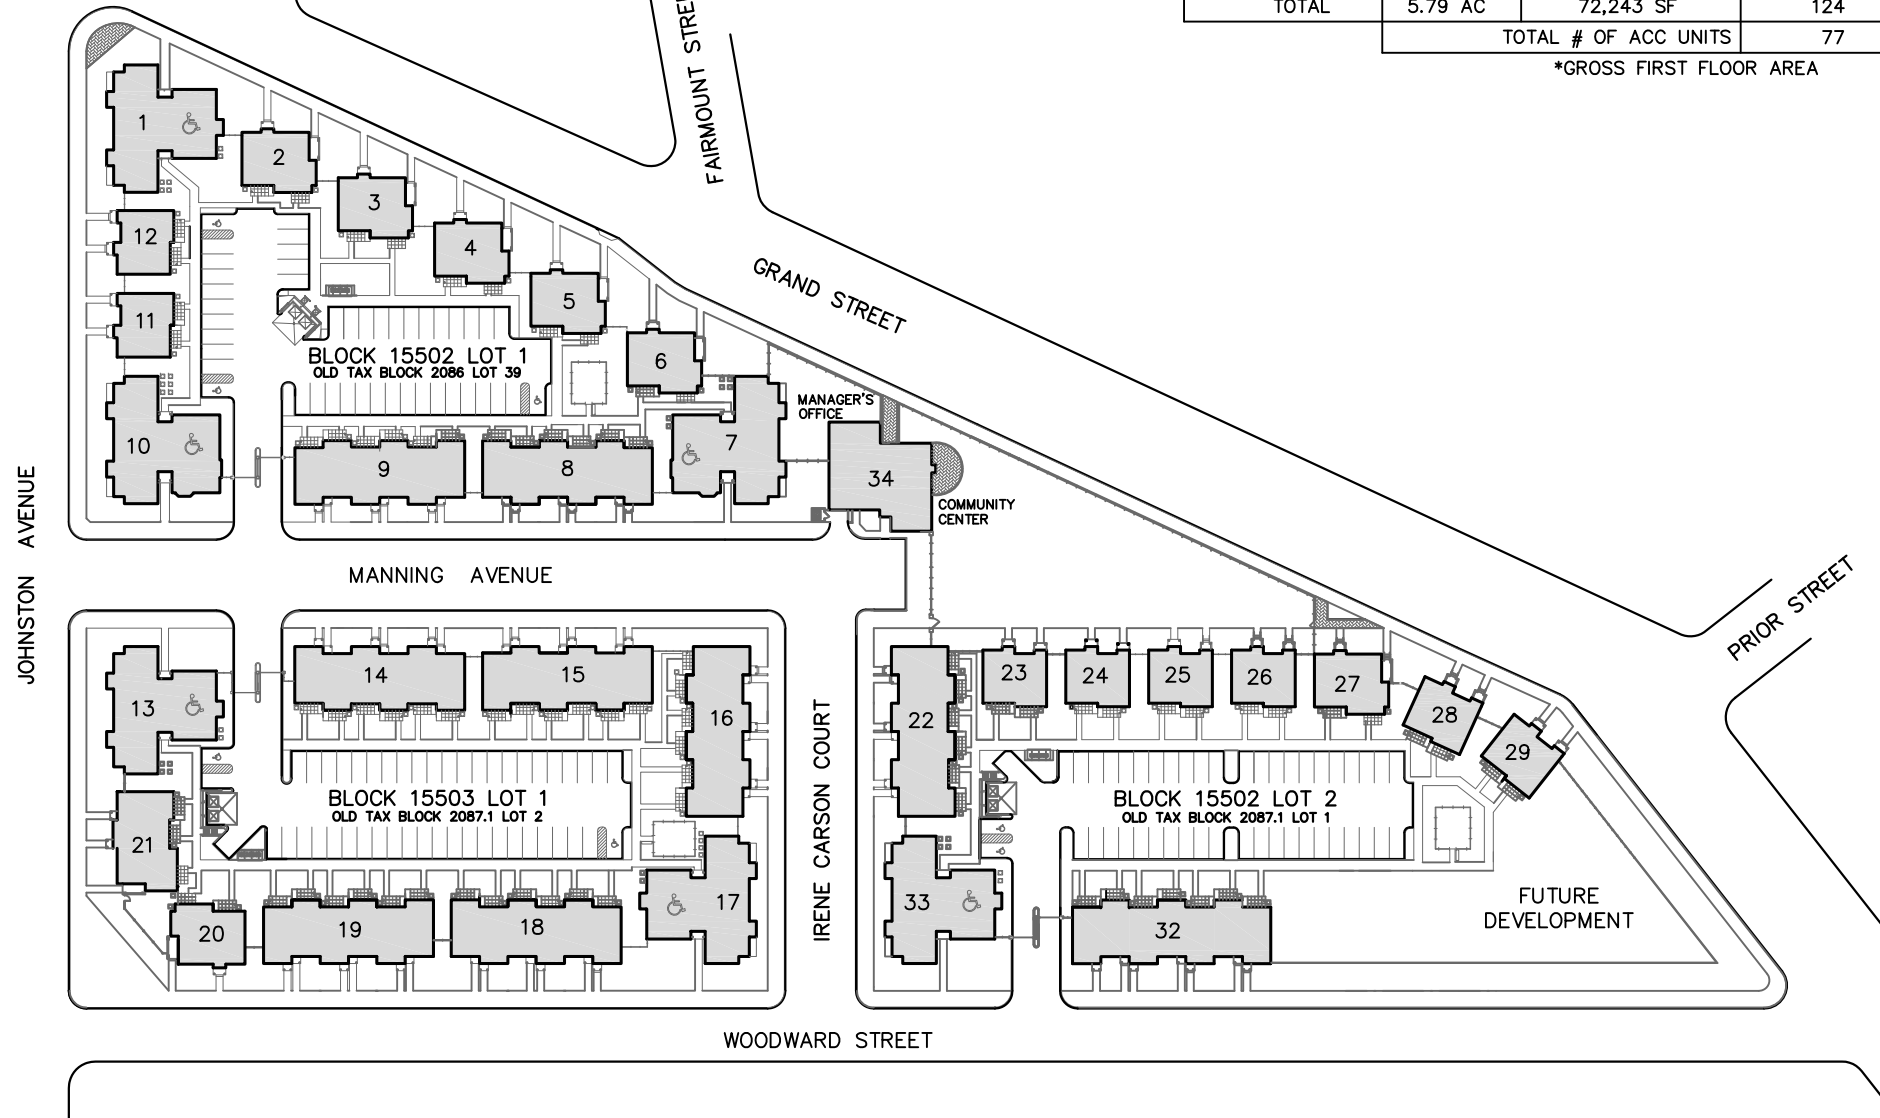 TOTAL 5.79 AC 72,243 SF 124
TOTAL # OF ACC UNITS 77
*GROSS FIRST FLOOR AREA
FAIRMOUNT
GRAND STREET
PRIOR STREET
JOHNSTON AVENUE
1
2
3
4
5
6
12
11
10
9
8
7
34
BLOCK 15502 LOT 1
OLD TAX BLOCK 2086 LOT 39
MANAGER'S
OFFICE
COMMUNITY
CENTER
MANNING AVENUE
13
14
15
16
21
20
19
18
17
BLOCK 15503 LOT 1
OLD TAX BLOCK 2087.1 LOT 2
IRENE CARSON COURT
22
23
24
25
26
27
28
29
33
32
BLOCK 15502 LOT 2
OLD TAX BLOCK 2087.1 LOT 1
FUTURE
DEVELOPMENT
WOODWARD STREET